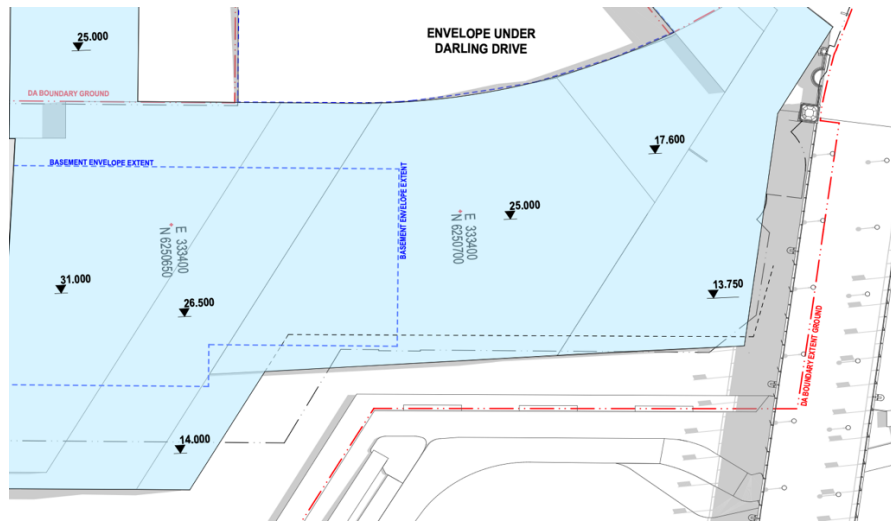 25.000
ENVELOPE UNDER
DARLING DRIVE
DA BOUNDARY GROUND
17.600
BASEMENT ENVELOPE EXTENT
BASEMENT ENVELOPE EXTENT
25.000
E 333400
N 6250650
E 333400
N 6250700
31.000
26.500
13.750
DA BOUNDARY EXTENT GROUND
14.000